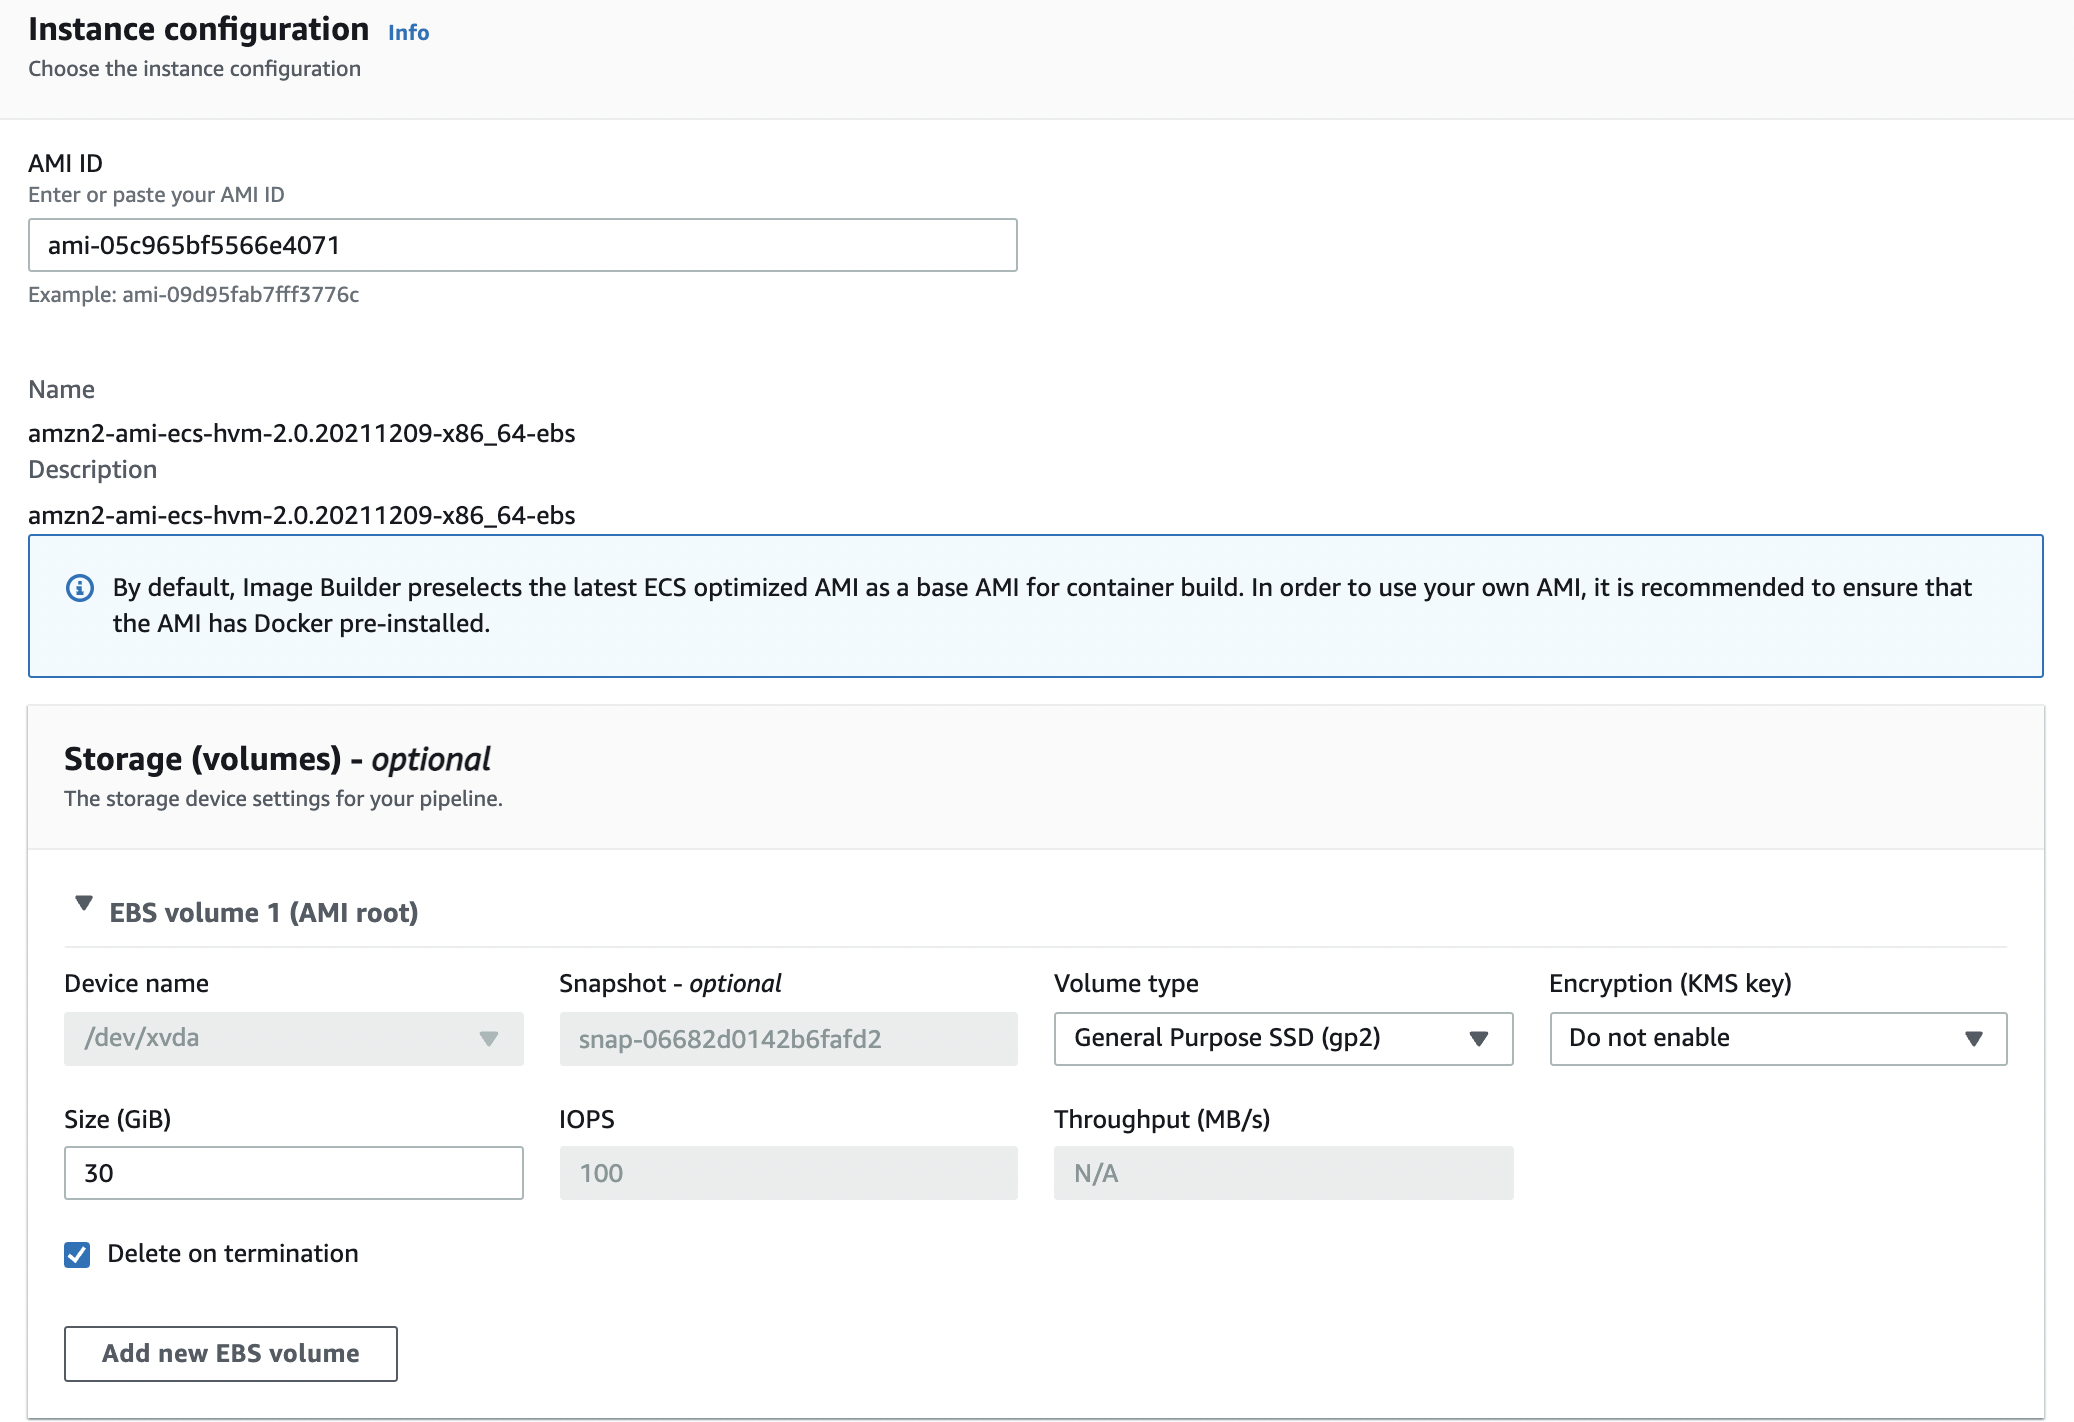 Instance configuration Info
Choose the instance configuration
AMI ID
Enter or paste your AMI ID
ami-05c965bf5566e4071
Example: ami-09d95fab7fff3776c
Name
amzn2-ami-ecs-hvm-2.0.20211209-x86_64-ebs
Description
amzn2-ami-ecs-hvm-2.0.20211209-x86_64-ebs
By default, Image Builder preselects the latest ECS optimized AMI as a base AMI for container build. In order to use your own AMI, it is recommended to ensure that
the AMI has Docker pre-installed.
Storage (volumes) - optional
The storage device settings for your pipeline.
EBS volume 1 (AMI root)
Device name Snapshot - optional Volume type Encryption (KMS key)
/dev/xvda snap-06682d0142b6fafd2 General Purpose SSD (gp2) Do not enable
Size (GiB) IOPS Throughput (MB/s)
30 100 N/A
Delete on termination
Add new EBS volume